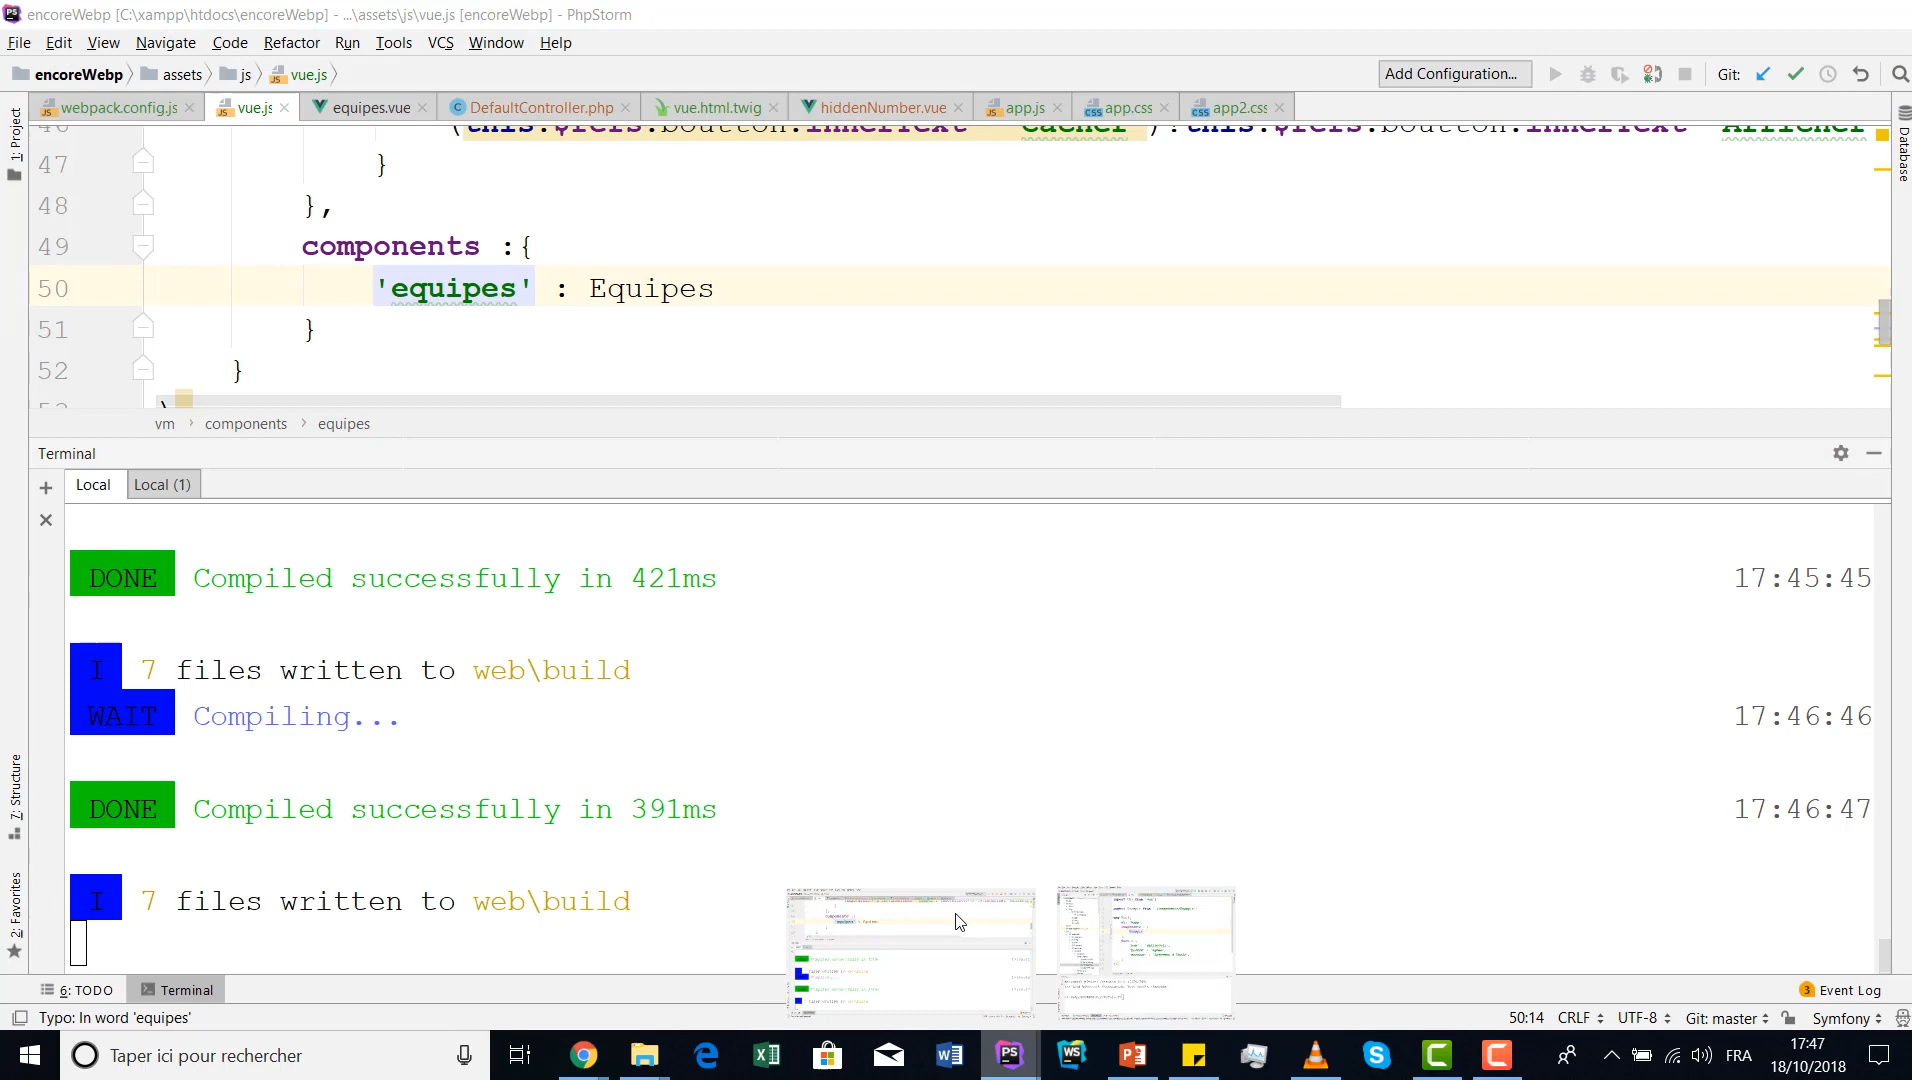 encoreWebp [C:\xampp\htdocs\encoreWebp] - ...\assets\js\vue.js [encoreWebp] - PhpStorm
File Edit View Navigate Code Refactor Run Tools VCS Window Help
encoreWebp assets js vue.js Add Configuration... Git:
webpack.config.js vue.js equipes.vue DefaultController.php vue.html.twig hiddenNumber.vue app.js app.css app2.css
1: Project
Database
47 }
48 },
49 components :{
50 'equipes' : Equipes
51 }
52 }
vm components equipes
Terminal
Local Local (1)
DONE Compiled successfully in 421ms 17:45:45
I 7 files written to web\build
WAIT Compiling... 17:46:46
DONE Compiled successfully in 391ms 17:46:47
I 7 files written to web\build
7: Structure
2: Favorites
6: TODO Terminal 3 Event Log
Typo: In word 'equipes' 50:14 CRLF UTF-8 Git: master Symfony
Taper ici pour rechercher FRA 17:47
18/10/2018